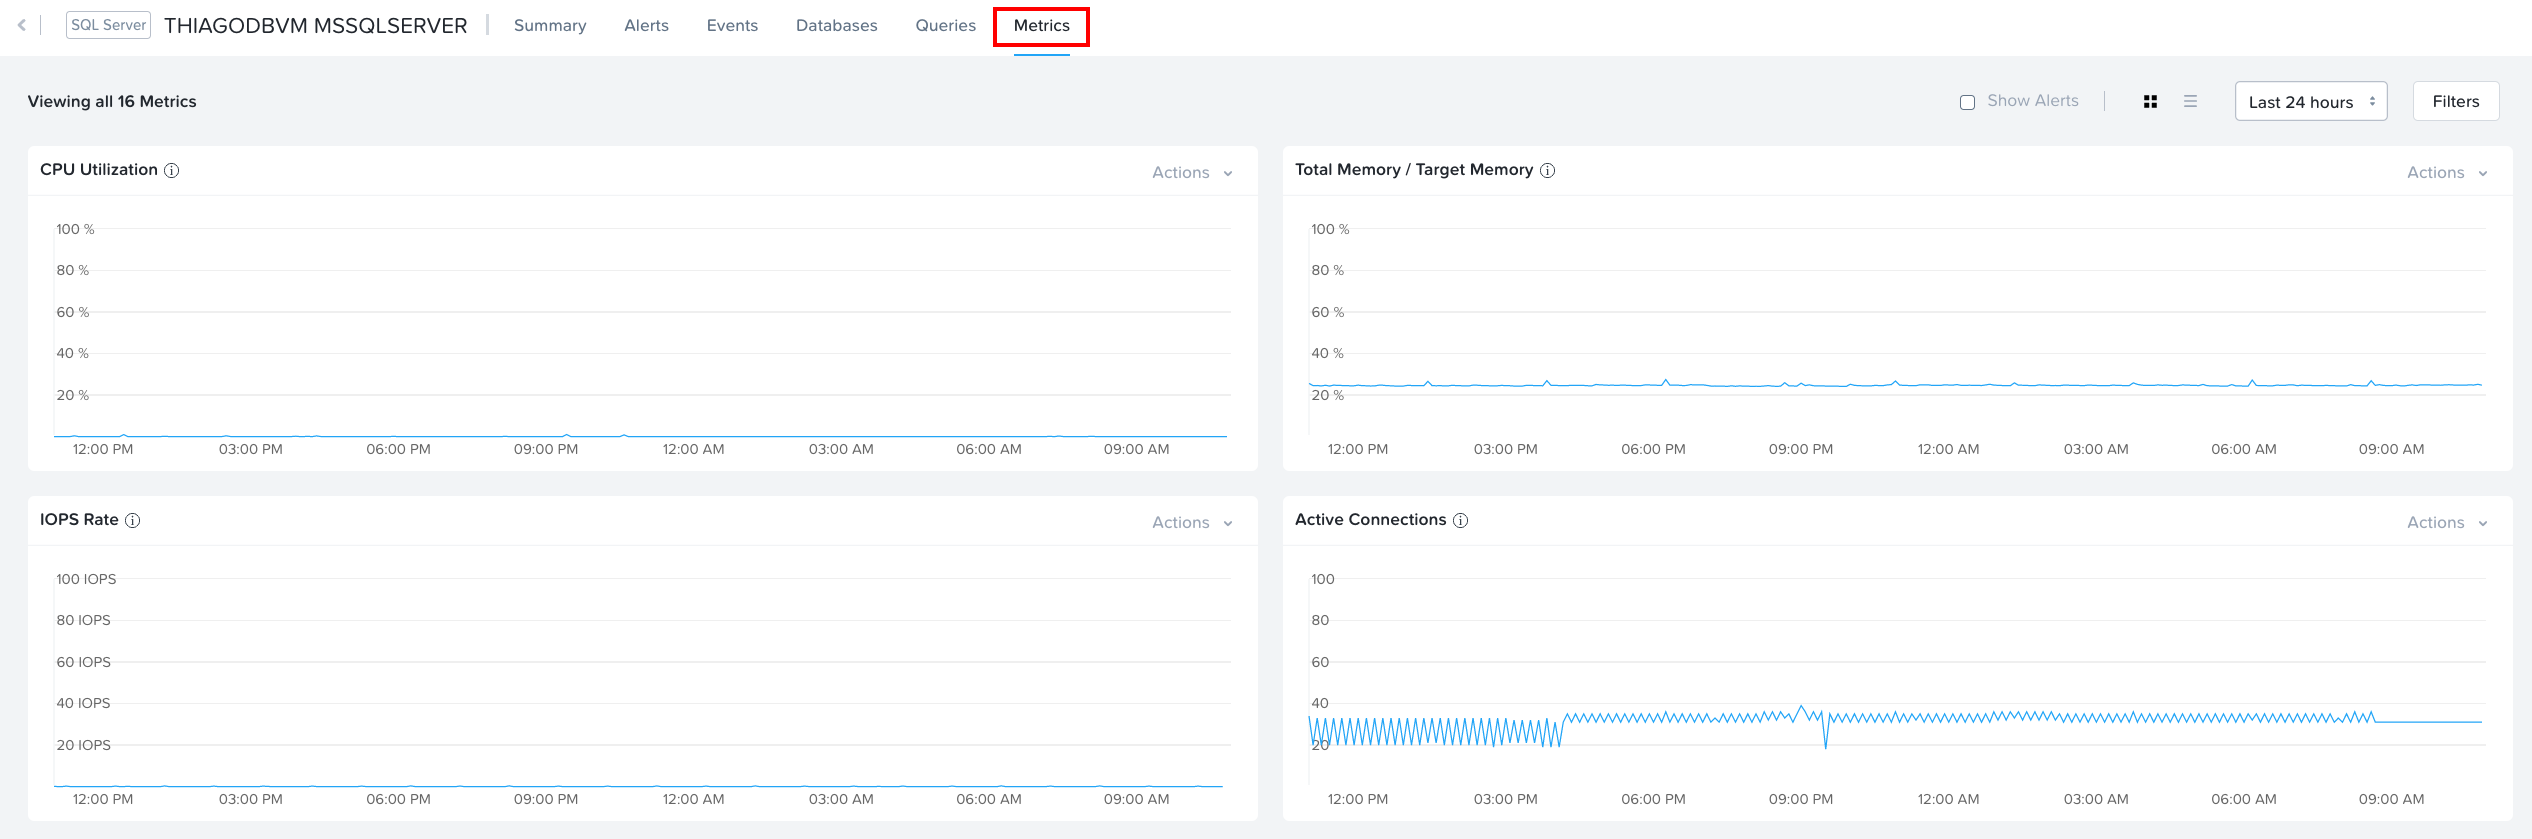 SQL Server THIAGODBVM MSSQLSERVER Summary Alerts Events Databases Queries Metrics
Viewing all 16 Metrics Show Alerts Last 24 hours Filters
CPU Utilization Actions
100 %
80 %
60 %
40 %
20 %
12:00 PM 03:00 PM 06:00 PM 09:00 PM 12:00 AM 03:00 AM 06:00 AM 09:00 AM
Total Memory / Target Memory Actions
100 %
80 %
60 %
40 %
20 %
12:00 PM 03:00 PM 06:00 PM 09:00 PM 12:00 AM 03:00 AM 06:00 AM 09:00 AM
IOPS Rate Actions
100 IOPS
80 IOPS
60 IOPS
40 IOPS
20 IOPS
12:00 PM 03:00 PM 06:00 PM 09:00 PM 12:00 AM 03:00 AM 06:00 AM 09:00 AM
Active Connections Actions
100
80
60
40
20
12:00 PM 03:00 PM 06:00 PM 09:00 PM 12:00 AM 03:00 AM 06:00 AM 09:00 AM